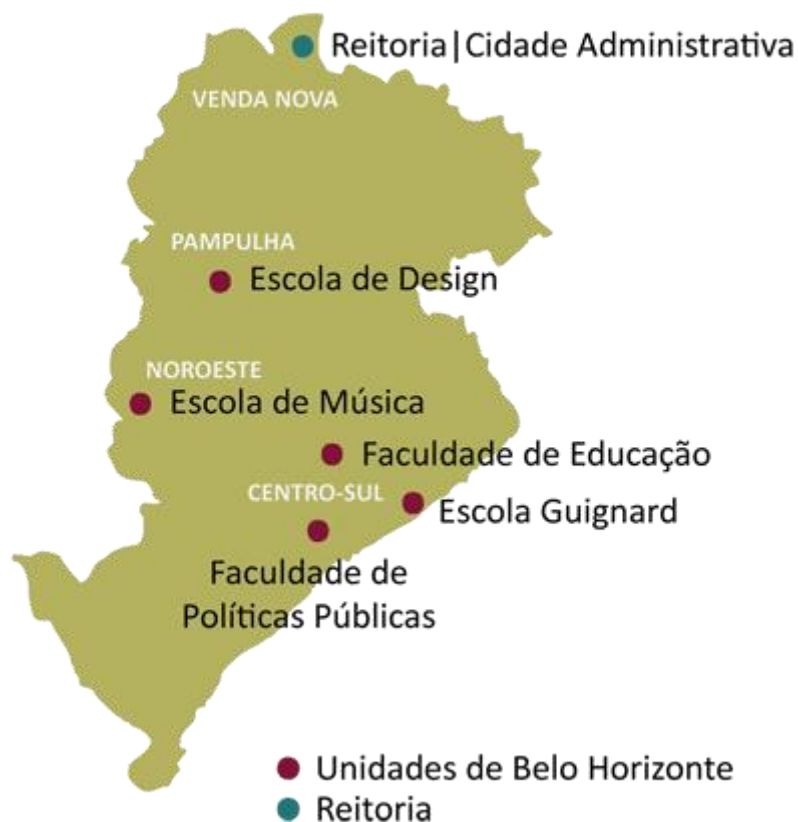 Reitoria|Cidade Administrativa
VENDA NOVA
PAMPULHA
Escola de Design
NOROESTE
Escola de Música
Faculdade de Educação
CENTRO-SUL
Escola Guignard
Faculdade de
Políticas Públicas
Unidades de Belo Horizonte
Reitoria